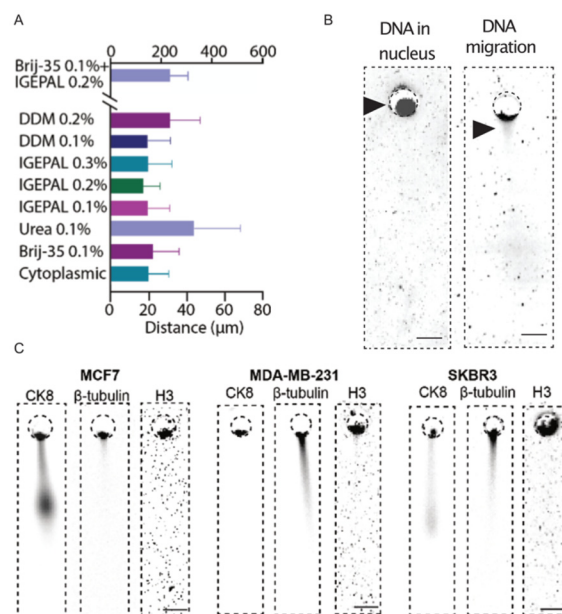 A
0 200 400 600
Brij-35 0.1%+
IGEPAL 0.2%
DDM 0.2%
DDM 0.1%
IGEPAL 0.3%
IGEPAL 0.2%
IGEPAL 0.1%
Urea 0.1%
Brij-35 0.1%
Cytoplasmic
0 20 40 60 80
Distance (μm)
B
DNA in
nucleus
DNA
migration
C
MCF7
CK8 β-tubulin H3
MDA-MB-231
CK8 β-tubulin H3
SKBR3
CK8 β-tubulin H3